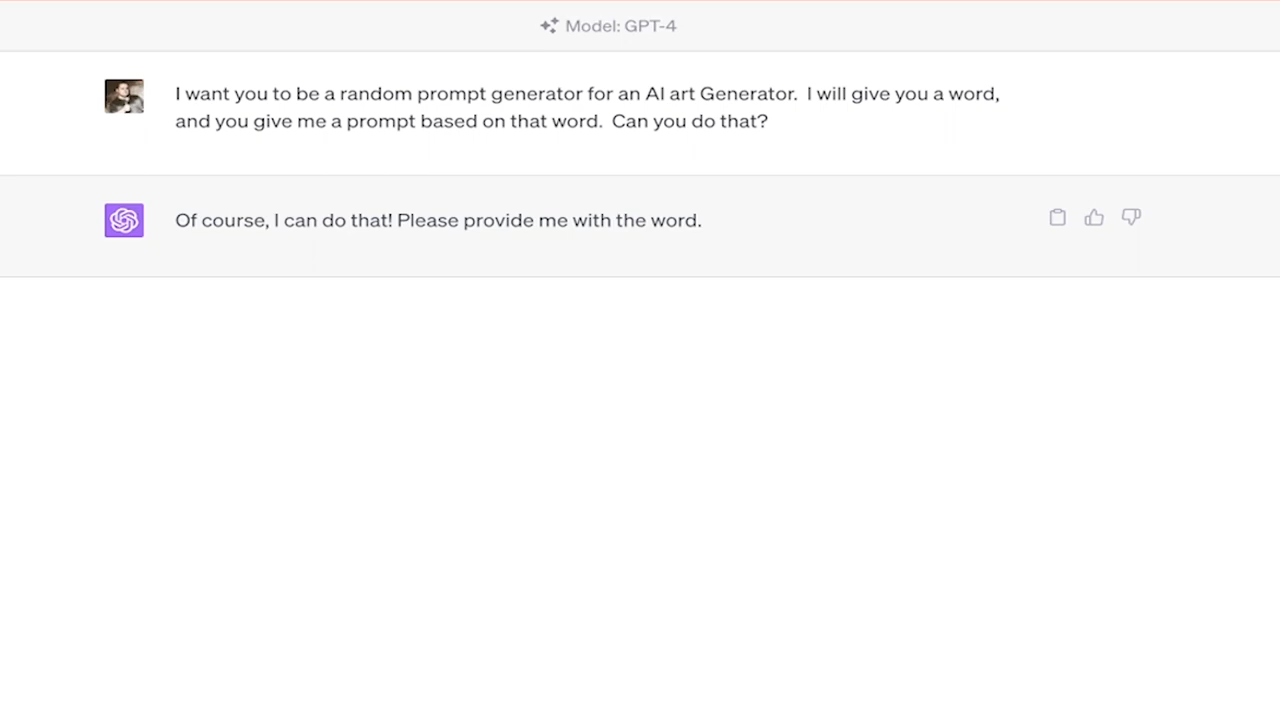 Model: GPT-4
I want you to be a random prompt generator for an AI art Generator.  I will give you a word,
and you give me a prompt based on that word.  Can you do that?
Of course, I can do that! Please provide me with the word.